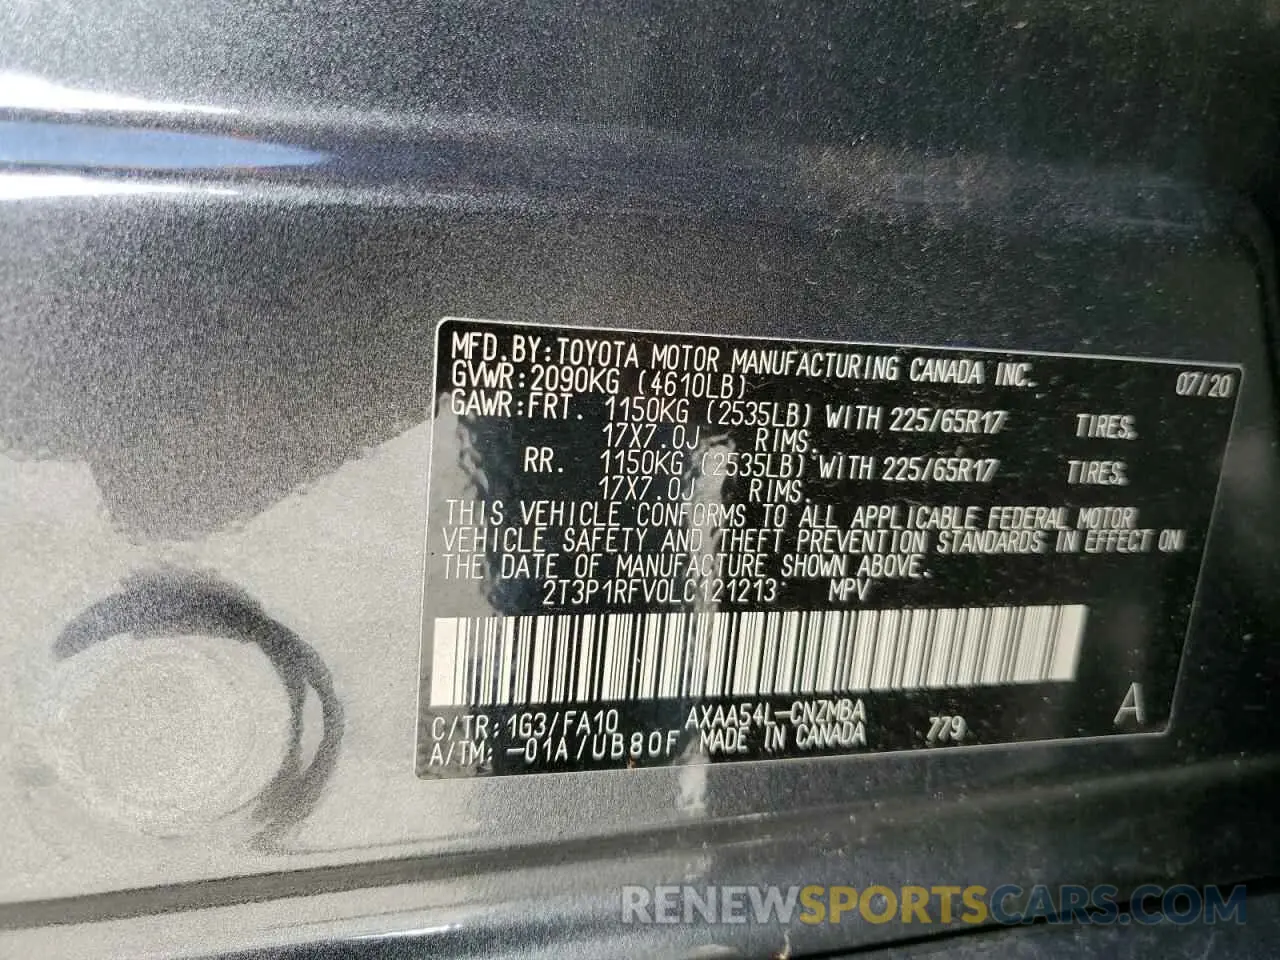 MFD.BY:TOYOTA MOTOR MANUFACTURING CANADA INC. 07/20
GVWR:2090KG (4610LB)
GAWR:FRT. 1150KG (2535LB) WITH 225/65R17 TIRES.
17X7.0J RIMS.
RR. 1150KG (2535LB) WITH 225/65R17 TIRES.
17X7.0J RIMS.
THIS VEHICLE CONFORMS TO ALL APPLICABLE FEDERAL MOTOR
VEHICLE SAFETY AND THEFT PREVENTION STANDARDS IN EFFECT ON
THE DATE OF MANUFACTURE SHOWN ABOVE.
2T3P1RFV0LC121213 MPV
C/TR:1G3/FA10 AXAA54L-CNZMBA 779 A
A/TM:-01A/UB80F MADE IN CANADA
RENEWSPORTSCARS.COM